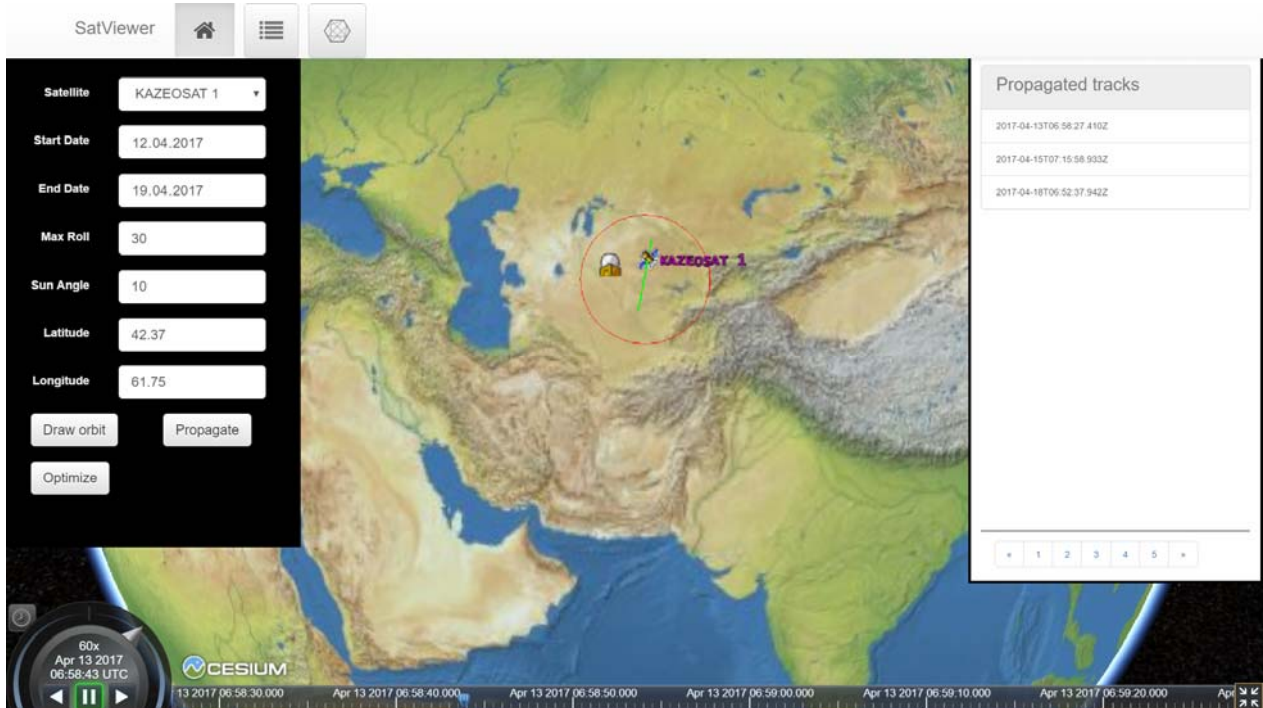 SatViewer
Satellite KAZEOSAT 1
Start Date 12.04.2017
End Date 19.04.2017
Max Roll 30
Sun Angle 10
Latitude 42.37
Longitude 61.75
Draw orbit Propagate
Optimize
KAZEOSAT 1
Propagated tracks
2017-04-13T06:58:27.410Z
2017-04-15T07:15:58.933Z
2017-04-18T06:52:37.942Z
« 1 2 3 4 5 »
60x
Apr 13 2017
06:58:43 UTC
CESIUM
13 2017 06:58:30.000 Apr 13 2017 06:58:40.000 Apr 13 2017 06:58:50.000 Apr 13 2017 06:59:00.000 Apr 13 2017 06:59:10.000 Apr 13 2017 06:59:20.000 Apr